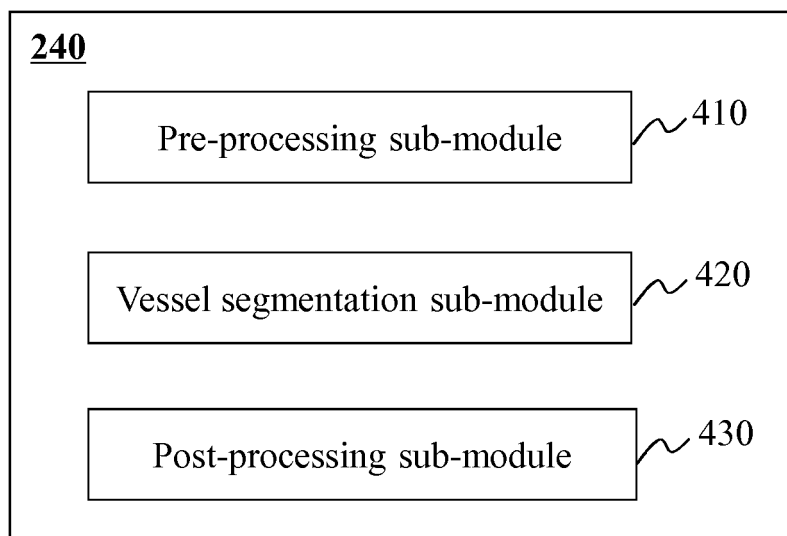 240
Pre-processing sub-module
410
Vessel segmentation sub-module
420
Post-processing sub-module
430